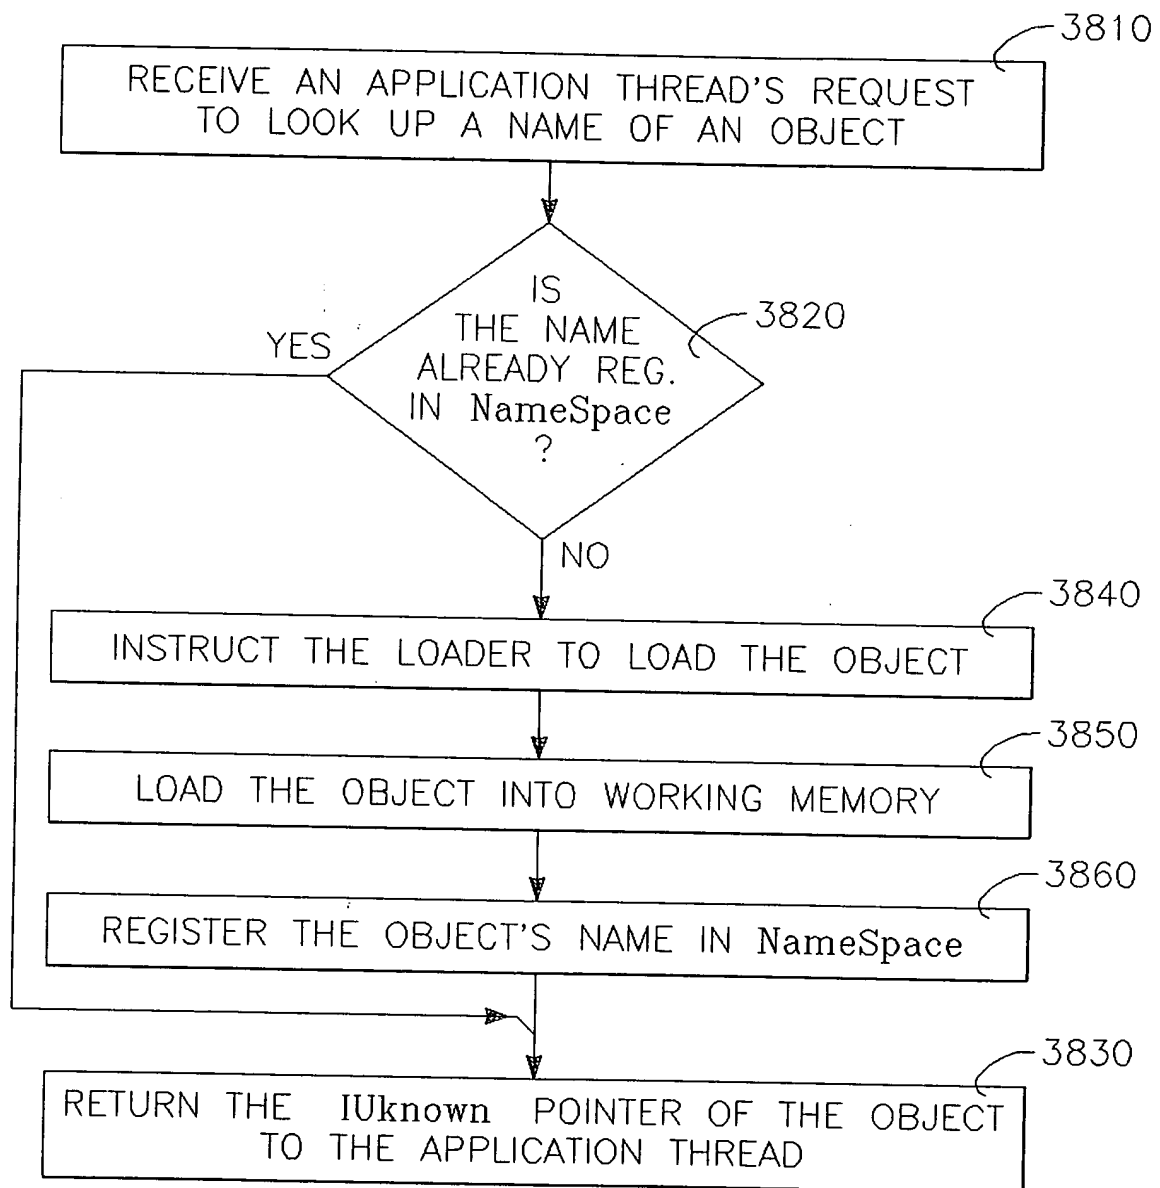 3810
RECEIVE AN APPLICATION THREAD'S REQUEST
TO LOOK UP A NAME OF AN OBJECT
IS
THE NAME
ALREADY REG.
IN NameSpace
?
3820
YES
NO
3840
INSTRUCT THE LOADER TO LOAD THE OBJECT
3850
LOAD THE OBJECT INTO WORKING MEMORY
3860
REGISTER THE OBJECT'S NAME IN NameSpace
3830
RETURN THE IUknown POINTER OF THE OBJECT
TO THE APPLICATION THREAD